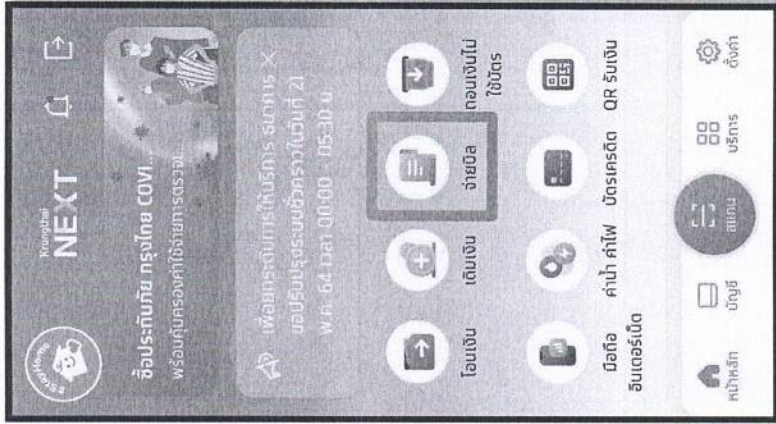 #StayHome
Krungthai
NEXT
ซื้อประกันภัย กรุงไทย COVI..
พร้อมคุ้มครองค่าใช้จ่ายการตรวจ...
เพื่อยกระดับการให้บริการ ธนาคาร
ขอปรับปรุงระบบชั่วคราวในวันที่ 21
พ.ค. 64 เวลา 00:00 - 05:30 น.
โอนเงิน
เติมเงิน
จ่ายบิล
ถอนเงินไม่
ใช้บัตร
มือถือ
อินเตอร์เน็ต
ค่าน้ำ ค่าไฟ
บัตรเครดิต
QR รับเงิน
หน้าหลัก
บัญชี
สแกน
บริการ
ตั้งค่า